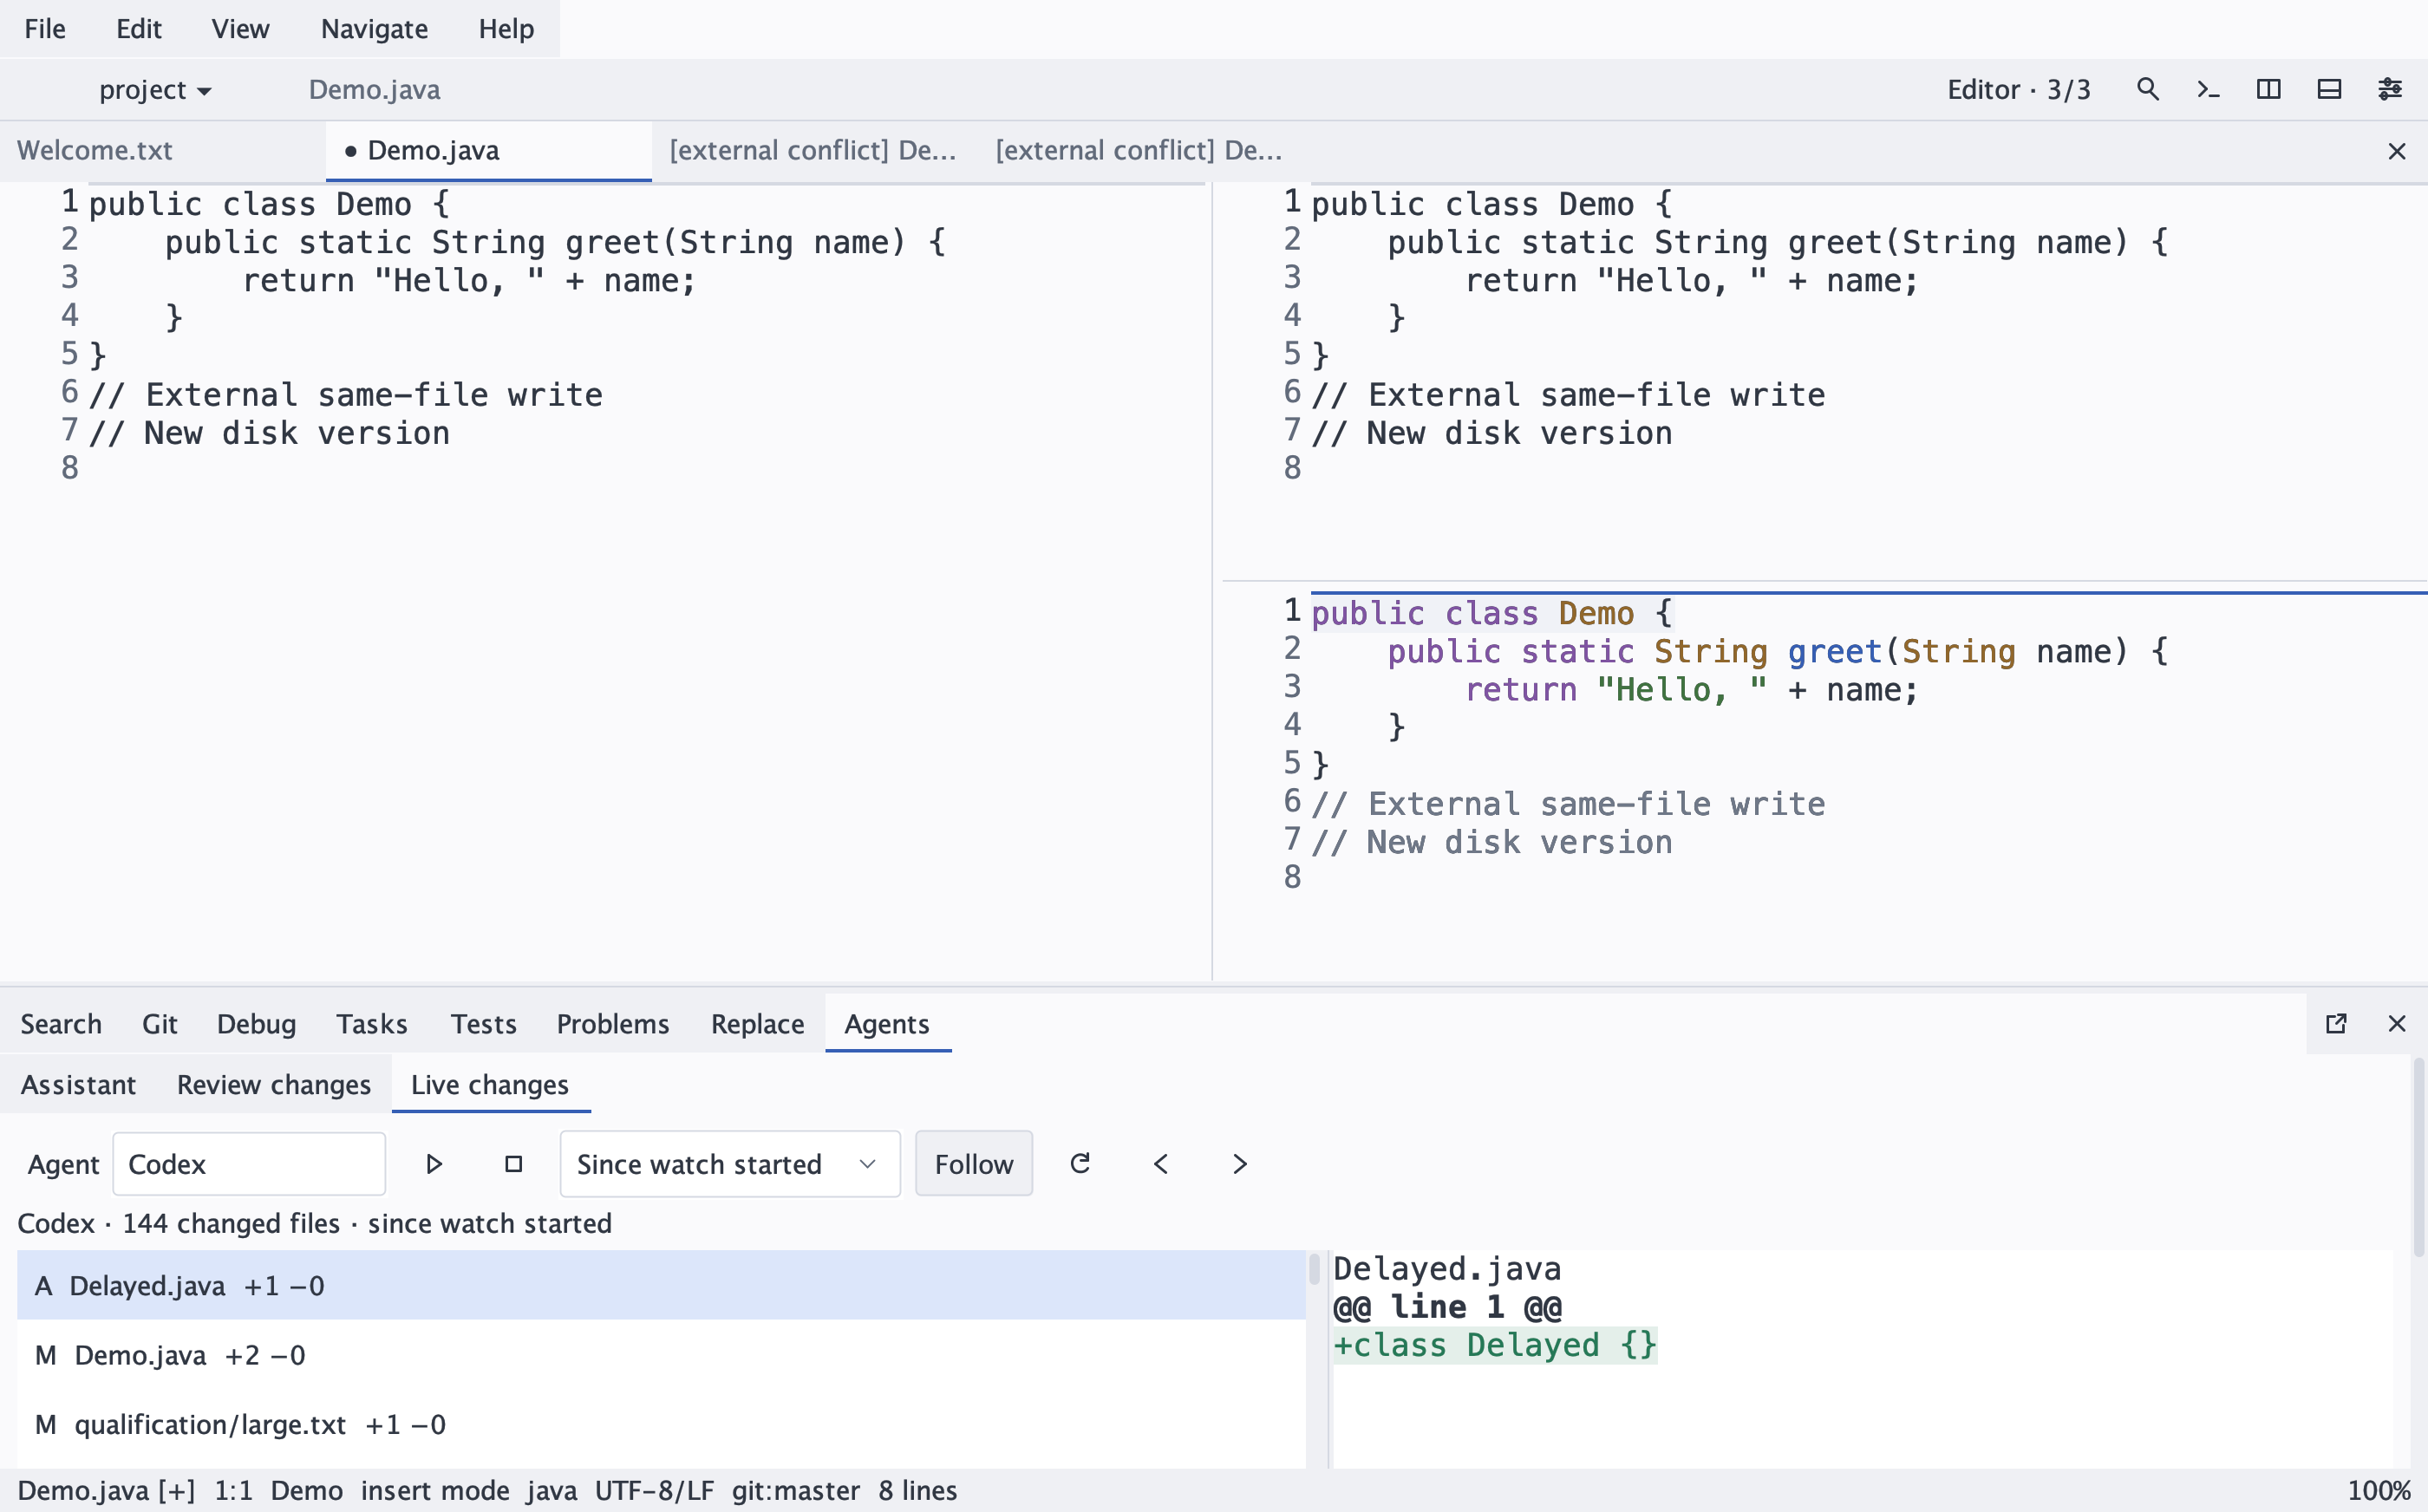 File Edit View Navigate Help
project Demo.java Editor · 3/3
Welcome.txt ● Demo.java [external conflict] De... [external conflict] De...
1 public class Demo {
2     public static String greet(String name) {
3         return "Hello, " + name;
4     }
5 }
6 // External same-file write
7 // New disk version
8
1 public class Demo {
2     public static String greet(String name) {
3         return "Hello, " + name;
4     }
5 }
6 // External same-file write
7 // New disk version
8
1 public class Demo {
2     public static String greet(String name) {
3         return "Hello, " + name;
4     }
5 }
6 // External same-file write
7 // New disk version
8
Search Git Debug Tasks Tests Problems Replace Agents
Assistant Review changes Live changes
Agent Codex Since watch started Follow
Codex · 144 changed files · since watch started
A Delayed.java +1 −0
M Demo.java +2 −0
M qualification/large.txt +1 −0
Delayed.java
@@ line 1 @@
+class Delayed {}
Demo.java [+] 1:1 Demo insert mode java UTF-8/LF git:master 8 lines 100%